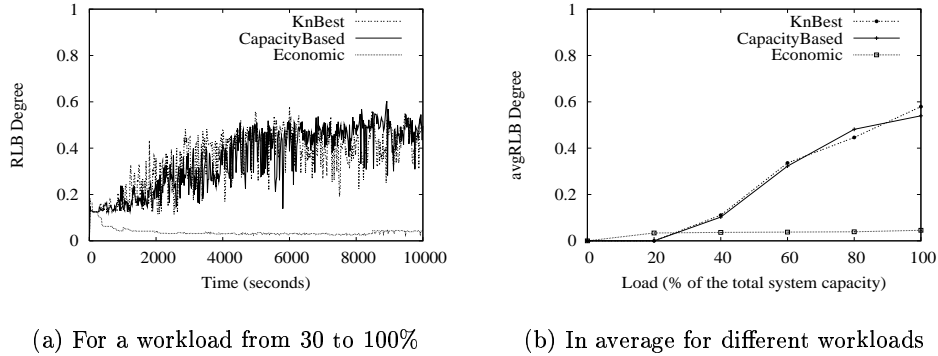 1
0.8
0.6
0.4
0.2
0
0
2000
4000
6000
8000
10000
RLB Degree
Time (seconds)
KnBest
CapacityBased
Economic
(a) For a workload from 30 to 100%
1
0.8
0.6
0.4
0.2
0
0
20
40
60
80
100
avgRLB Degree
Load (% of the total system capacity)
KnBest
CapacityBased
Economic
(b) In average for different workloads